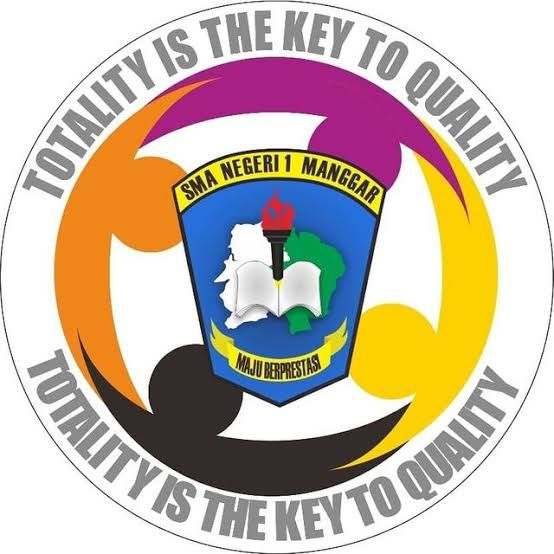 TOTALITY IS THE KEY TO QUALITY
SMA NEGERI 1 MANGGAR
MAJU BERPRESTASI
TOTALITY IS THE KEY TO QUALITY